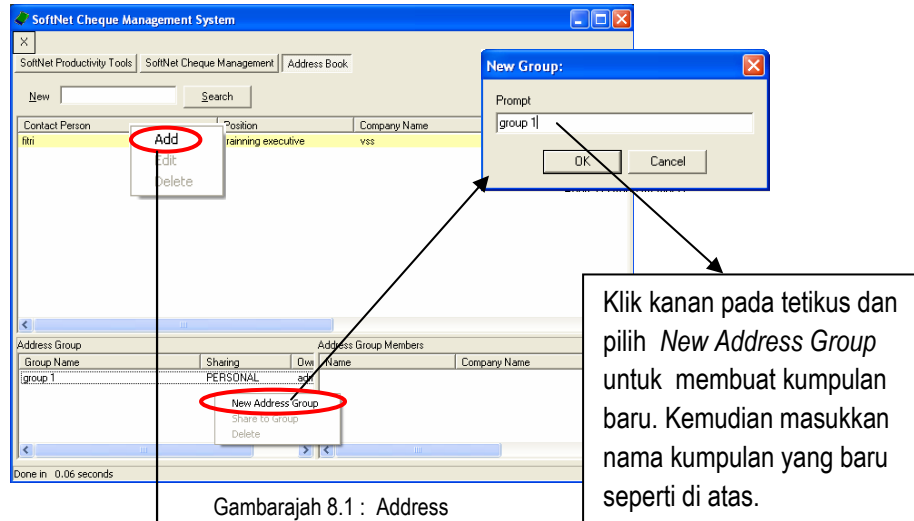 SoftNet Cheque Management System
X
SoftNet Productivity Tools SoftNet Cheque Management Address Book
New Search
Contact Person Position Company Name
fitri trainning executive vss
Add
Edit
Delete
New Group:
Prompt
group 1
OK Cancel
Address Group Address Group Members
Group Name Sharing Name Company Name
group 1 PERSONAL
New Address Group
Share to Group
Delete
Done in 0.06 seconds
Klik kanan pada tetikus dan
pilih New Address Group
untuk membuat kumpulan
baru. Kemudian masukkan
nama kumpulan yang baru
seperti di atas.
Gambarajah 8.1 : Address